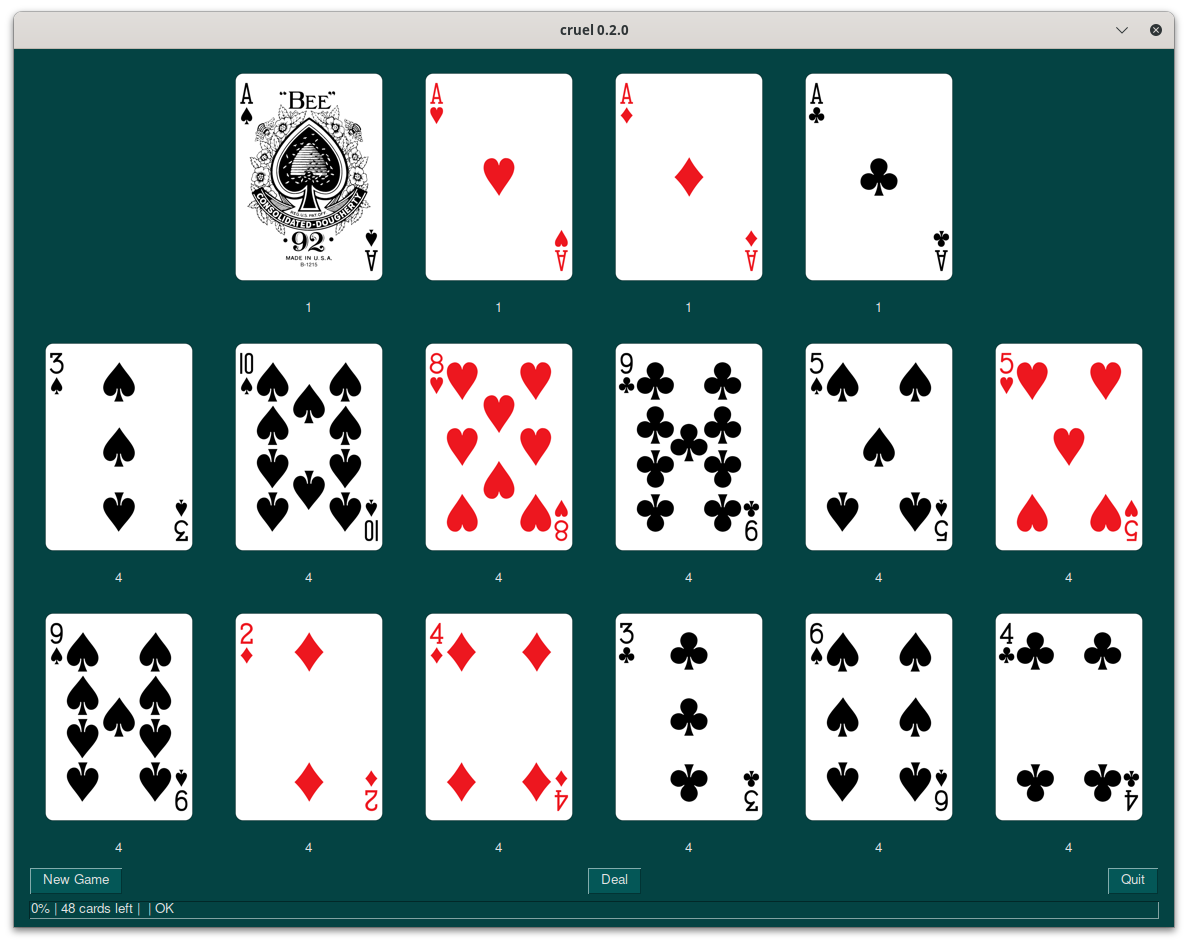 cruel 0.2.0
A
"BEE"
REG. U.S. PAT. OFF.
CONSOLIDATED-DOUGHERTY
·92·
MADE IN U.S.A.
B-1215
A
A
A
A
A
A
A
1
1
1
1
3
3
10
10
8
8
9
9
5
5
5
5
4
4
4
4
4
4
9
9
2
2
4
4
3
3
6
6
4
4
4
4
4
4
4
4
New Game
Deal
Quit
0% | 48 cards left | | OK